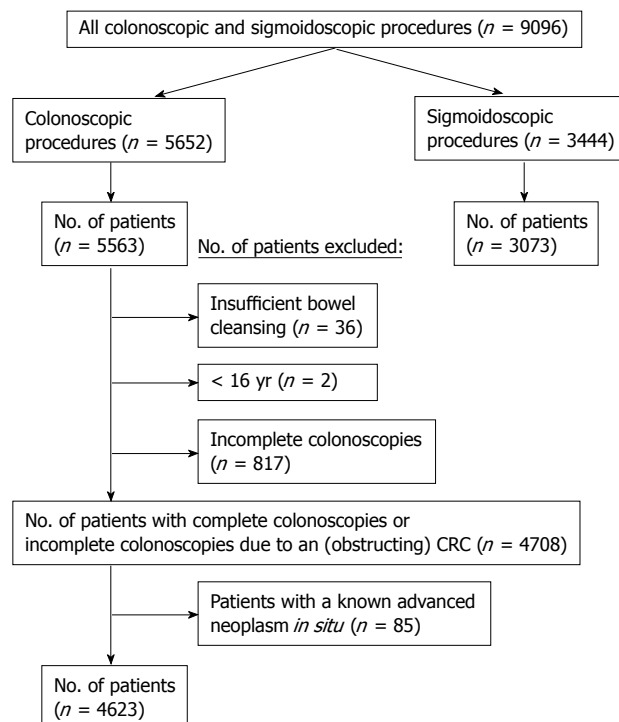 All colonoscopic and sigmoidoscopic procedures (n = 9096)
Colonoscopic
procedures (n = 5652)
Sigmoidoscopic
procedures (n = 3444)
No. of patients
(n = 5563)
No. of patients
(n = 3073)
No. of patients excluded:
Insufficient bowel
cleansing (n = 36)
< 16 yr (n = 2)
Incomplete colonoscopies
(n = 817)
No. of patients with complete colonoscopies or
incomplete colonoscopies due to an (obstructing) CRC (n = 4708)
Patients with a known advanced
neoplasm in situ (n = 85)
No. of patients
(n = 4623)